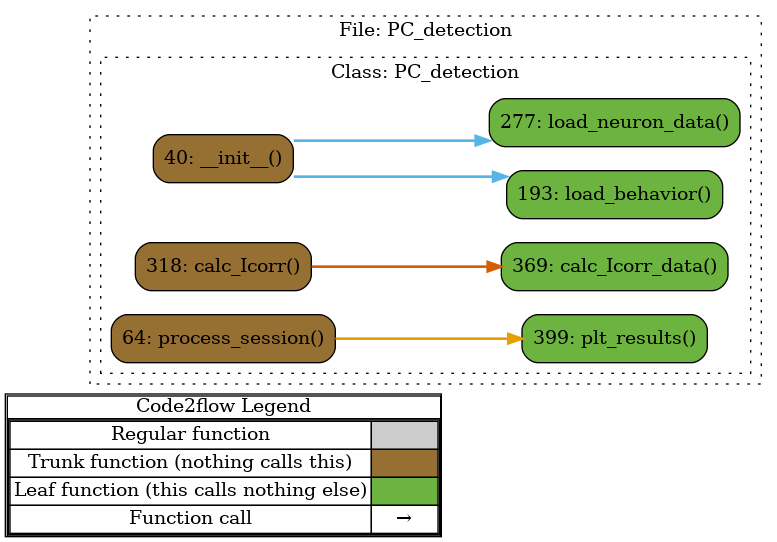 File: PC_detection
Class: PC_detection
277: load_neuron_data()
40: __init__()
193: load_behavior()
318: calc_Icorr()
369: calc_Icorr_data()
64: process_session()
399: plt_results()
Code2flow Legend
Regular function
Trunk function (nothing calls this)
Leaf function (this calls nothing else)
Function call →